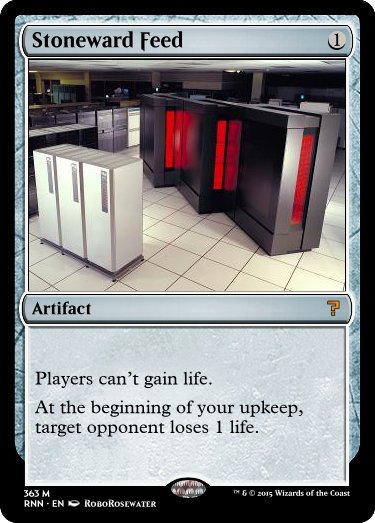 Stoneward Feed 1
Artifact ?
Players can't gain life.
At the beginning of your upkeep,
target opponent loses 1 life.
363 M
RNN • EN RoboRosewater
™ & © 2015 Wizards of the Coast